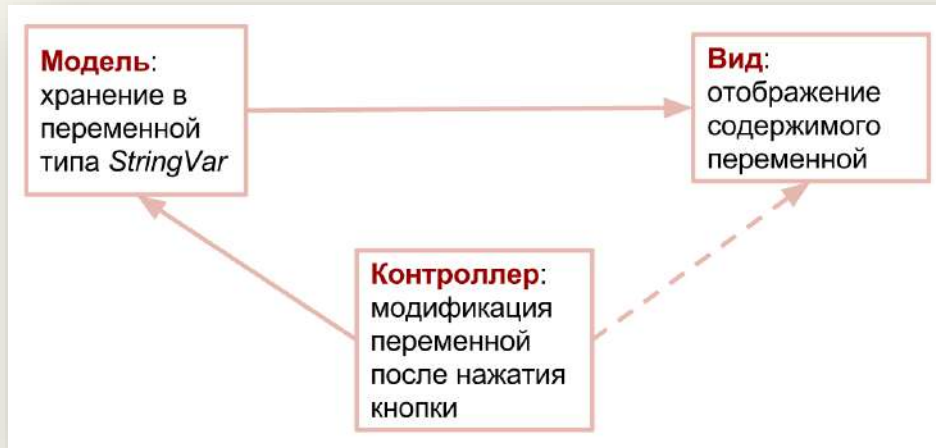 Модель:
хранение в
переменной
типа StringVar
Вид:
отображение
содержимого
переменной
Контроллер:
модификация
переменной
после нажатия
кнопки